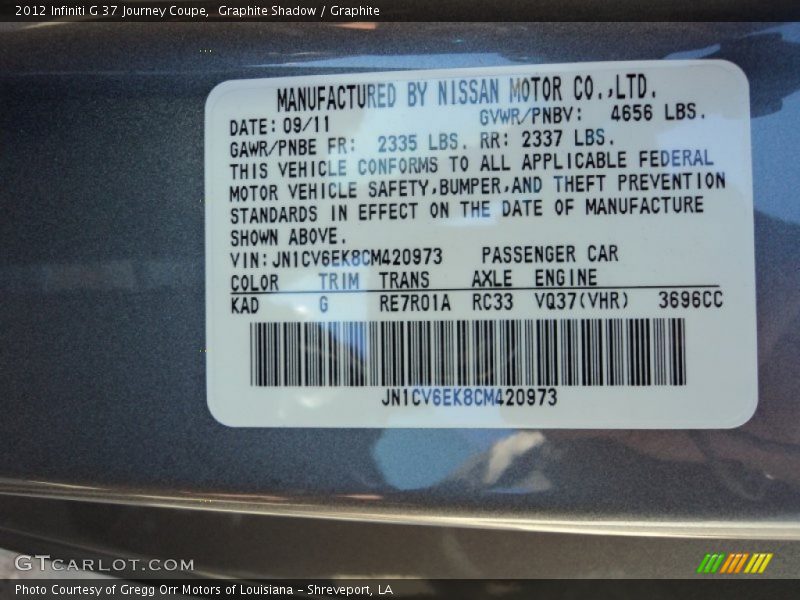 2012 Infiniti G 37 Journey Coupe,  Graphite Shadow / Graphite
MANUFACTURED BY NISSAN MOTOR CO.,LTD.
DATE: 09/11 GVWR/PNBV: 4656 LBS.
GAWR/PNBE FR: 2335 LBS. RR: 2337 LBS.
THIS VEHICLE CONFORMS TO ALL APPLICABLE FEDERAL
MOTOR VEHICLE SAFETY,BUMPER,AND THEFT PREVENTION
STANDARDS IN EFFECT ON THE DATE OF MANUFACTURE
SHOWN ABOVE.
VIN: JN1CV6EK8CM420973 PASSENGER CAR
COLOR TRIM TRANS AXLE ENGINE
KAD G RE7R01A RC33 VQ37(VHR) 3696CC
JN1CV6EK8CM420973
GTCARLOT.COM
Photo Courtesy of Gregg Orr Motors of Louisiana - Shreveport, LA